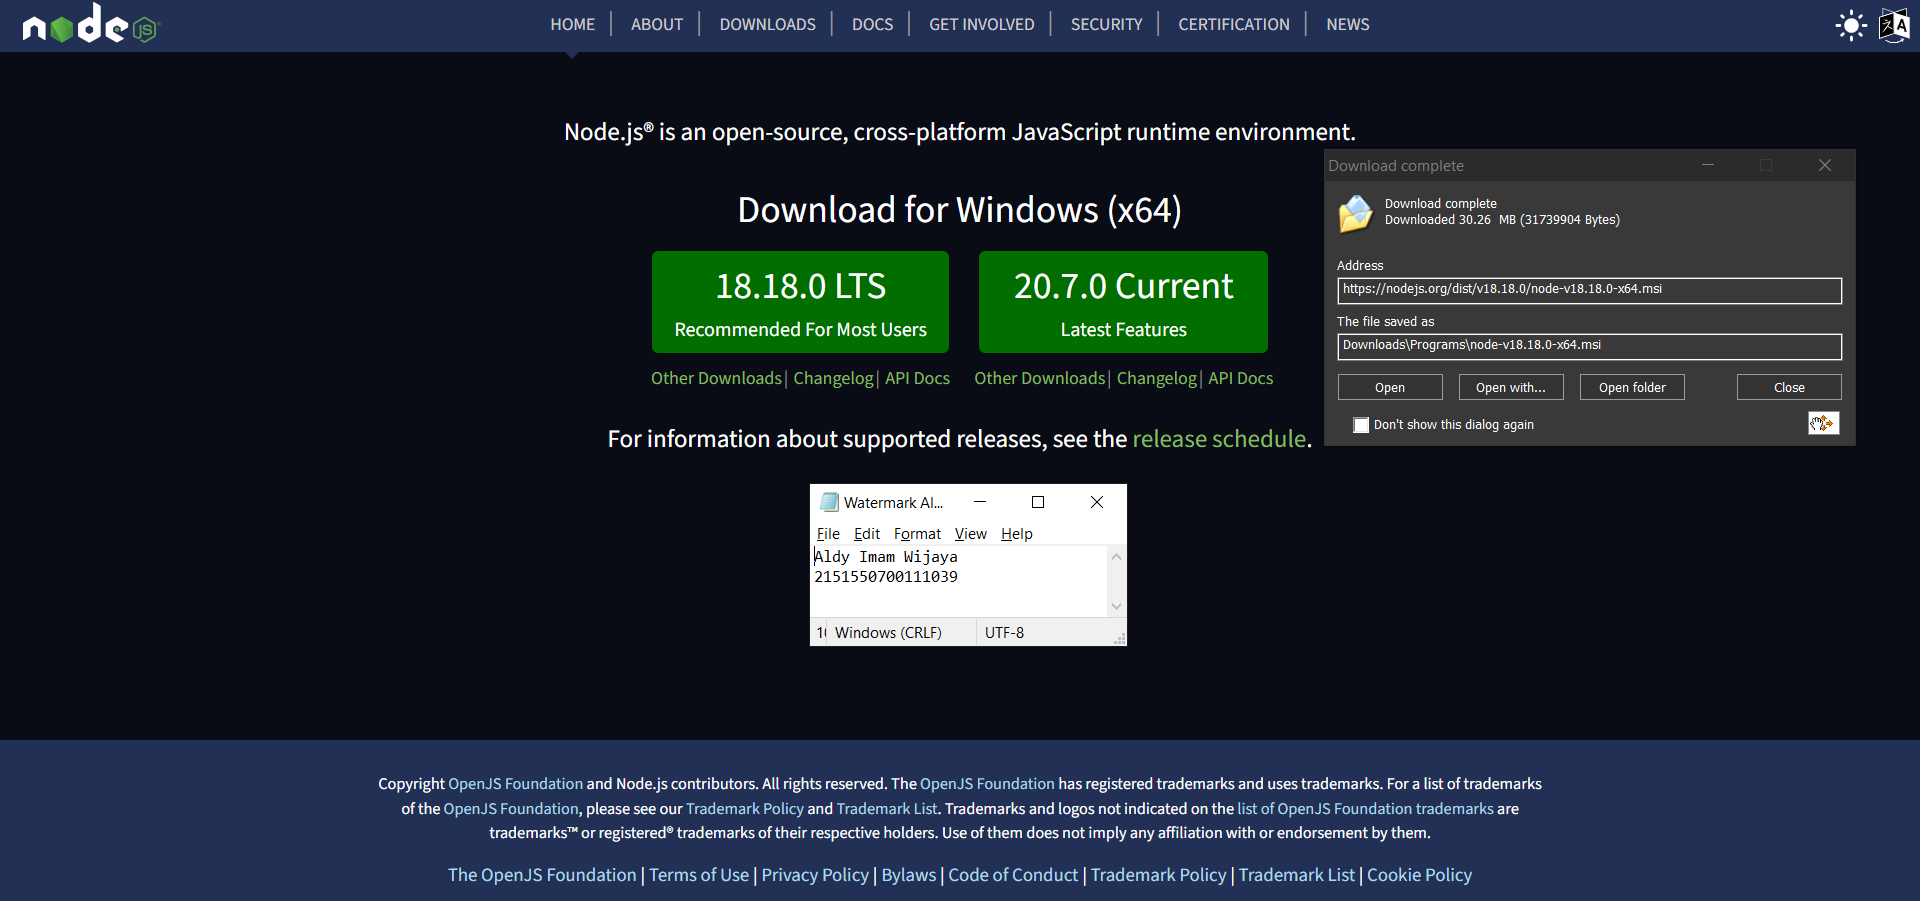 node JS
HOME | ABOUT | DOWNLOADS | DOCS | GET INVOLVED | SECURITY | CERTIFICATION | NEWS
Node.js® is an open-source, cross-platform JavaScript runtime environment.
Download for Windows (x64)
18.18.0 LTS
Recommended For Most Users
20.7.0 Current
Latest Features
Other Downloads | Changelog | API Docs
Other Downloads | Changelog | API Docs
For information about supported releases, see the release schedule.
Download complete
Download complete
Downloaded 30.26 MB (31739904 Bytes)
Address
https://nodejs.org/dist/v18.18.0/node-v18.18.0-x64.msi
The file saved as
Downloads\Programs\node-v18.18.0-x64.msi
Open Open with... Open folder Close
Don't show this dialog again
Watermark Al...
File Edit Format View Help
Aldy Imam Wijaya
2151550700111039
Windows (CRLF) UTF-8
Copyright OpenJS Foundation and Node.js contributors. All rights reserved. The OpenJS Foundation has registered trademarks and uses trademarks. For a list of trademarks
of the OpenJS Foundation, please see our Trademark Policy and Trademark List. Trademarks and logos not indicated on the list of OpenJS Foundation trademarks are
trademarks™ or registered® trademarks of their respective holders. Use of them does not imply any affiliation with or endorsement by them.
The OpenJS Foundation | Terms of Use | Privacy Policy | Bylaws | Code of Conduct | Trademark Policy | Trademark List | Cookie Policy